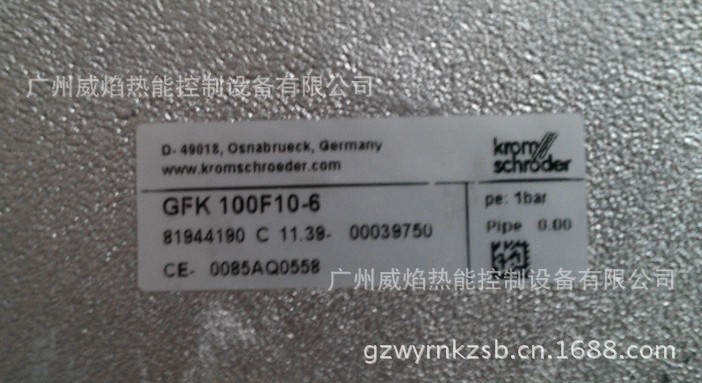 广州威焰热能控制设备有限公司
D- 49018, Osnabrueck, Germany
www.kromschroeder.com
krom
schröder
GFK 100F10-6
pe: 1bar
81944190 C 11.39- 00039750
Pipe 0.00
CE- 0085AQ0558
广州威焰热能控制设备有限公司
gzwyrnkzsb.cn.1688.com